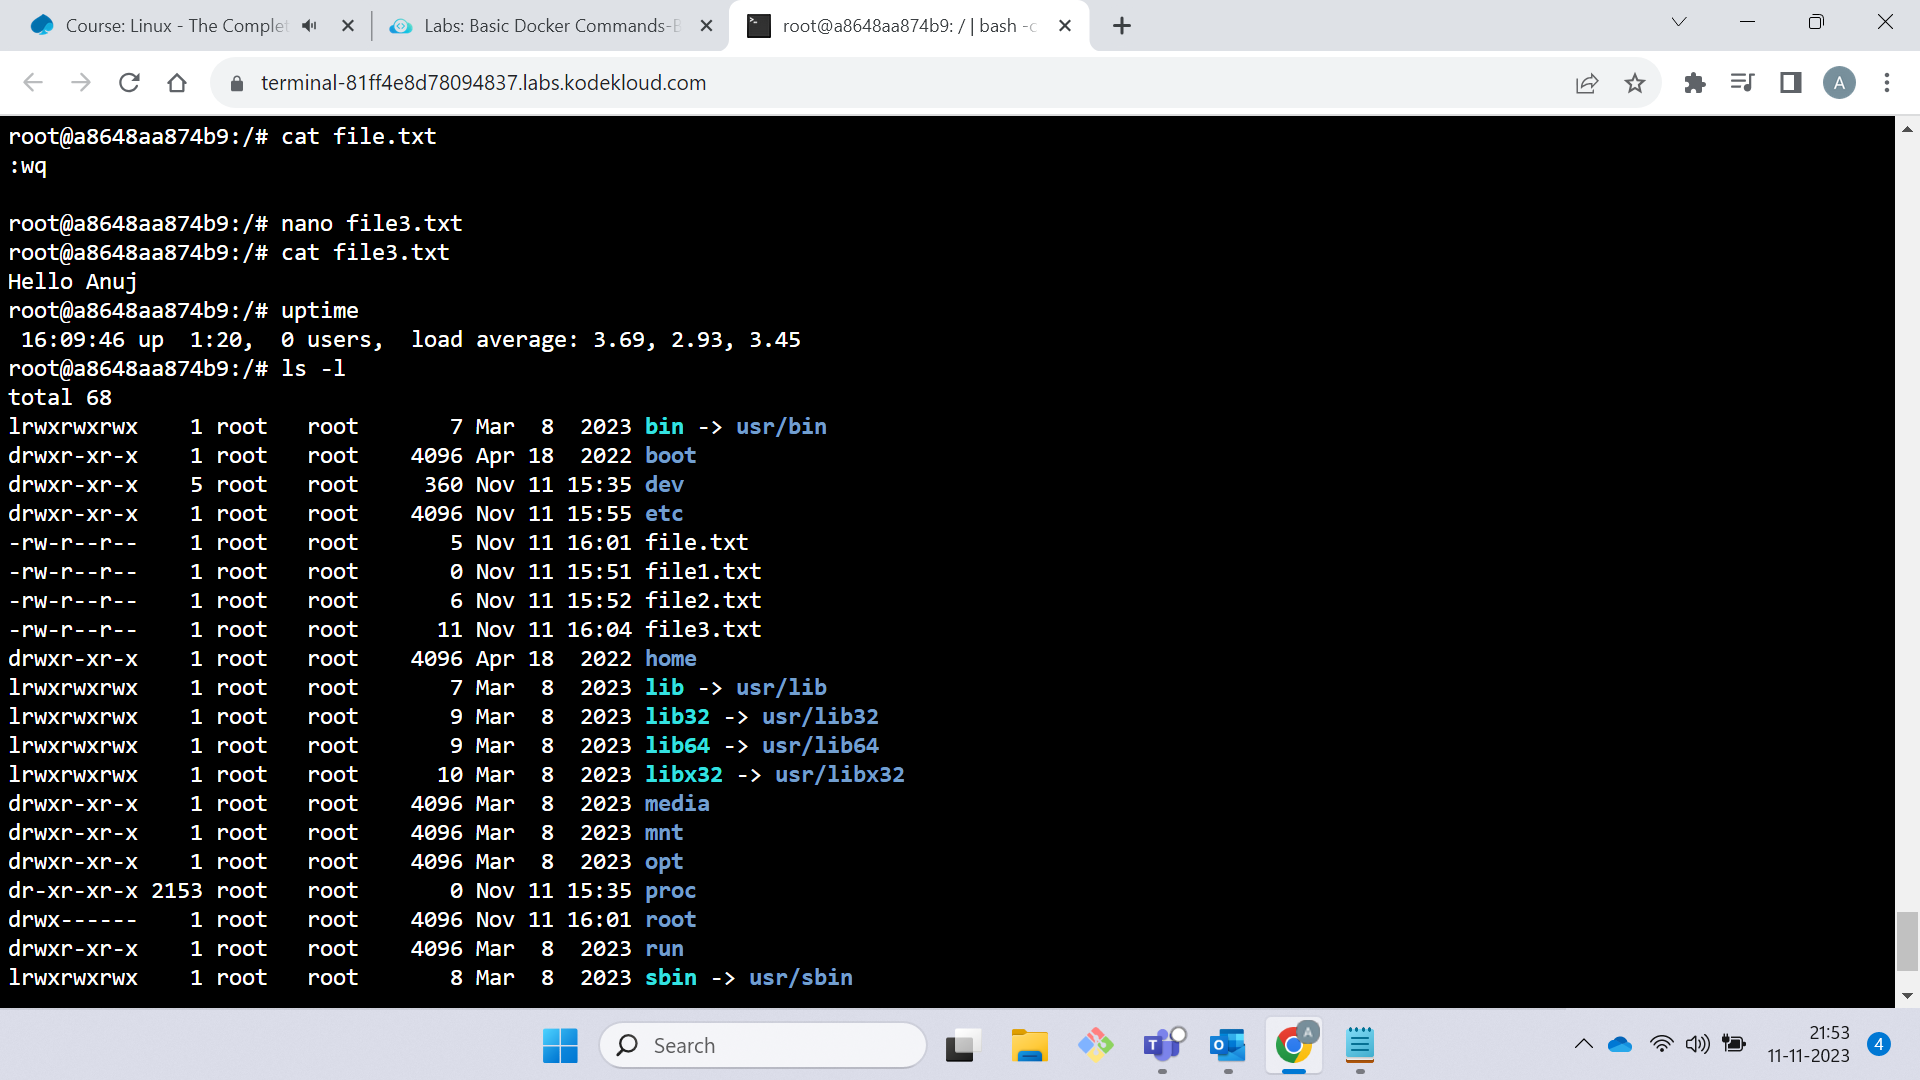 Course: Linux - The Complet
Labs: Basic Docker Commands-B
root@a8648aa874b9: / | bash -c
terminal-81ff4e8d78094837.labs.kodekloud.com
A
root@a8648aa874b9:/# cat file.txt
:wq
root@a8648aa874b9:/# nano file3.txt
root@a8648aa874b9:/# cat file3.txt
Hello Anuj
root@a8648aa874b9:/# uptime
 16:09:46 up  1:20,  0 users,  load average: 3.69, 2.93, 3.45
root@a8648aa874b9:/# ls -l
total 68
lrwxrwxrwx    1 root   root       7 Mar  8  2023 bin -> usr/bin
drwxr-xr-x    1 root   root    4096 Apr 18  2022 boot
drwxr-xr-x    5 root   root     360 Nov 11 15:35 dev
drwxr-xr-x    1 root   root    4096 Nov 11 15:55 etc
-rw-r--r--    1 root   root       5 Nov 11 16:01 file.txt
-rw-r--r--    1 root   root       0 Nov 11 15:51 file1.txt
-rw-r--r--    1 root   root       6 Nov 11 15:52 file2.txt
-rw-r--r--    1 root   root      11 Nov 11 16:04 file3.txt
drwxr-xr-x    1 root   root    4096 Apr 18  2022 home
lrwxrwxrwx    1 root   root       7 Mar  8  2023 lib -> usr/lib
lrwxrwxrwx    1 root   root       9 Mar  8  2023 lib32 -> usr/lib32
lrwxrwxrwx    1 root   root       9 Mar  8  2023 lib64 -> usr/lib64
lrwxrwxrwx    1 root   root      10 Mar  8  2023 libx32 -> usr/libx32
drwxr-xr-x    1 root   root    4096 Mar  8  2023 media
drwxr-xr-x    1 root   root    4096 Mar  8  2023 mnt
drwxr-xr-x    1 root   root    4096 Mar  8  2023 opt
dr-xr-xr-x 2153 root   root       0 Nov 11 15:35 proc
drwx------    1 root   root    4096 Nov 11 16:01 root
drwxr-xr-x    1 root   root    4096 Mar  8  2023 run
lrwxrwxrwx    1 root   root       8 Mar  8  2023 sbin -> usr/sbin
Search
A
21:53
11-11-2023
4